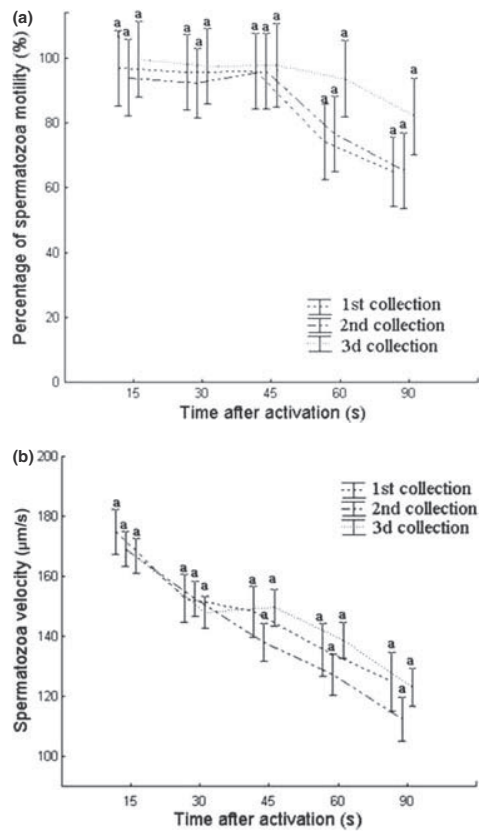 (a)
Percentage of spermatozoa motility (%)
100
80
60
40
20
0
a a a a a a a a a a a a a a a
1st collection
2nd collection
3d collection
15 30 45 60 90
Time after activation (s)
(b)
Spermatozoa velocity (µm/s)
200
180
160
140
120
100
a a a a a a a a a a a a a a a
1st collection
2nd collection
3d collection
15 30 45 60 90
Time after activation (s)